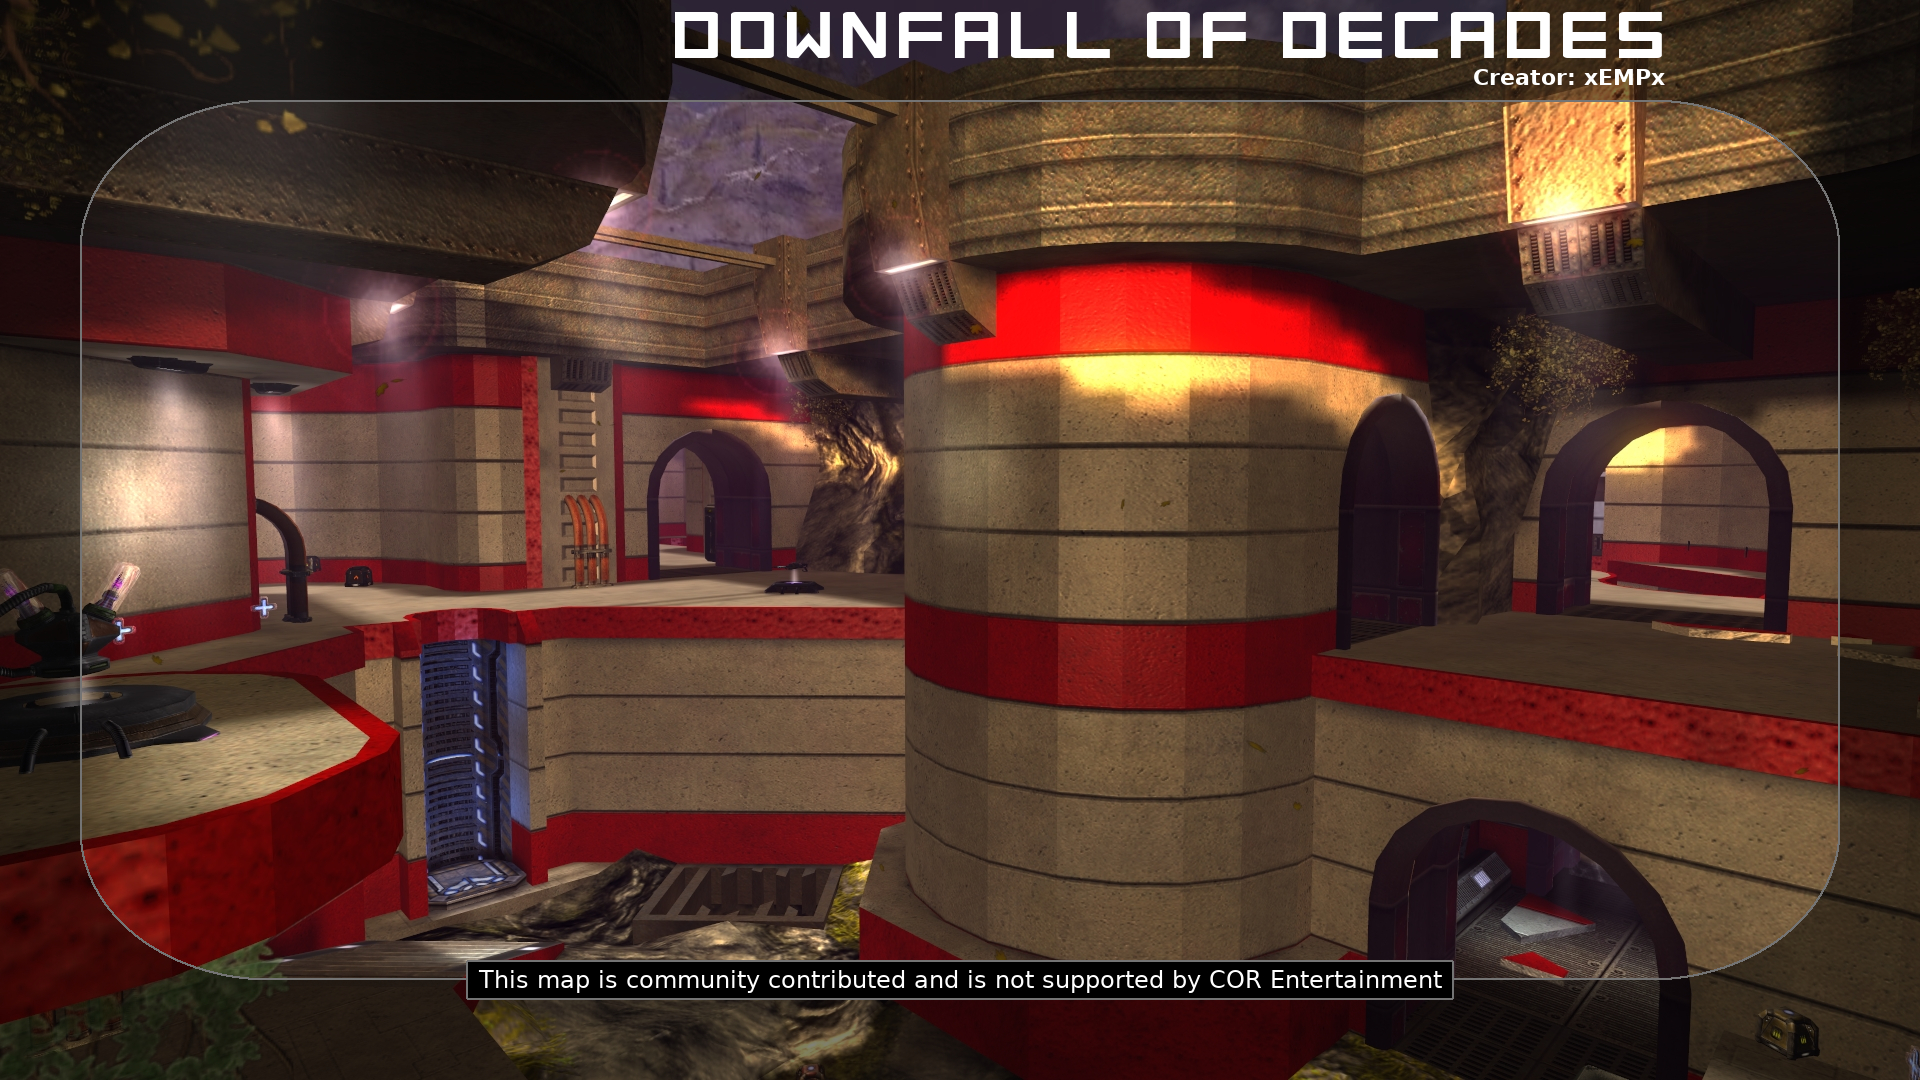 DOWNFALL OF DECADES
Creator: xEMPx
This map is community contributed and is not supported by COR Entertainment